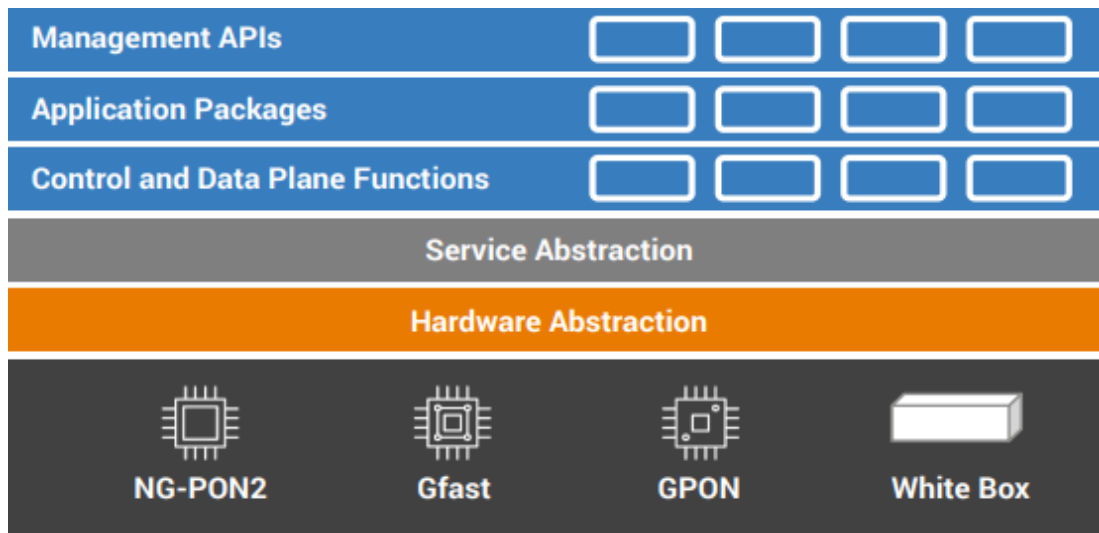 Management APIs
Application Packages
Control and Data Plane Functions
Service Abstraction
Hardware Abstraction
NG-PON2 Gfast GPON White Box